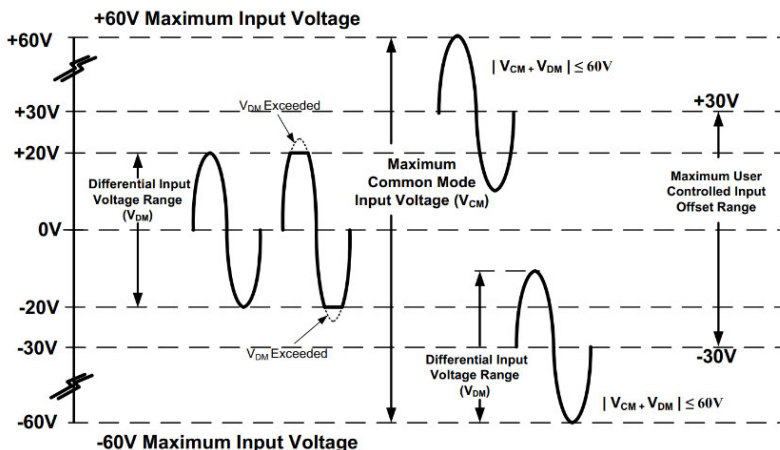 +60V Maximum Input Voltage
+60V
| VCM + VDM | ≤ 60V
VDM Exceeded
+30V
+30V
+20V
Differential Input
Voltage Range
(VDM)
Maximum
Common Mode
Input Voltage (VCM)
Maximum User
Controlled Input
Offset Range
0V
-20V
-30V
VDM Exceeded
Differential Input
Voltage Range
(VDM)
-30V
| VCM + VDM | ≤ 60V
-60V
-60V Maximum Input Voltage